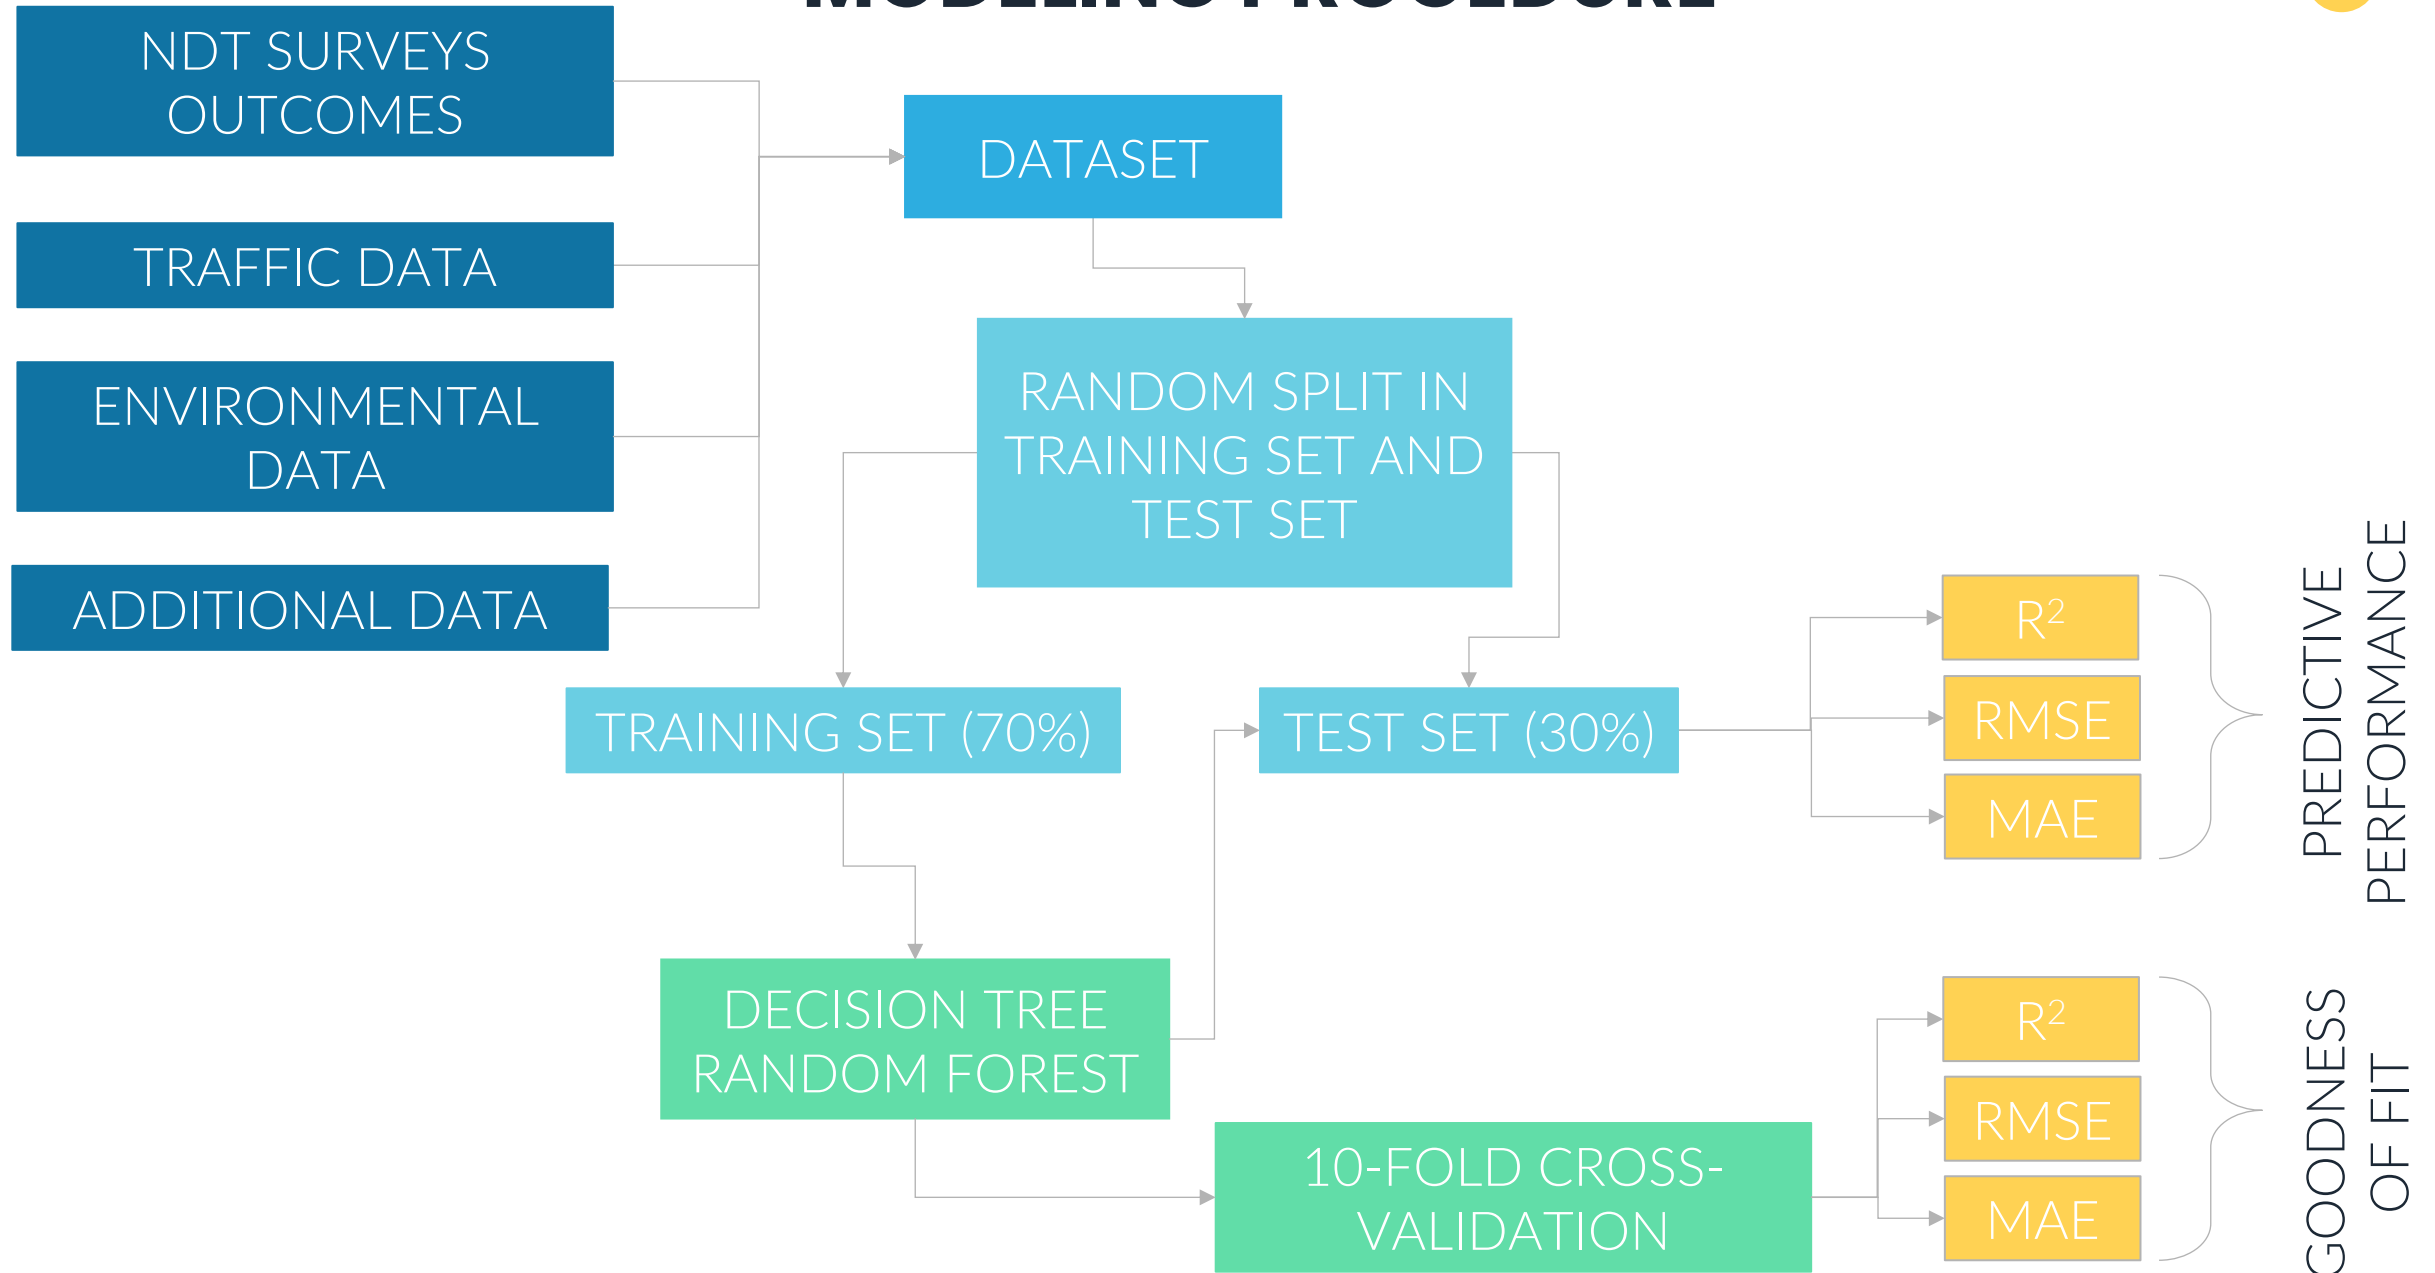 MODELING PROCEDURE
NDT SURVEYS
OUTCOMES
TRAFFIC DATA
ENVIRONMENTAL
DATA
ADDITIONAL DATA
DATASET
RANDOM SPLIT IN
TRAINING SET AND
TEST SET
TRAINING SET (70%)
TEST SET (30%)
DECISION TREE
RANDOM FOREST
10-FOLD CROSS-
VALIDATION
R²
RMSE
MAE
PREDICTIVE
PERFORMANCE
R²
RMSE
MAE
GOODNESS
OF FIT